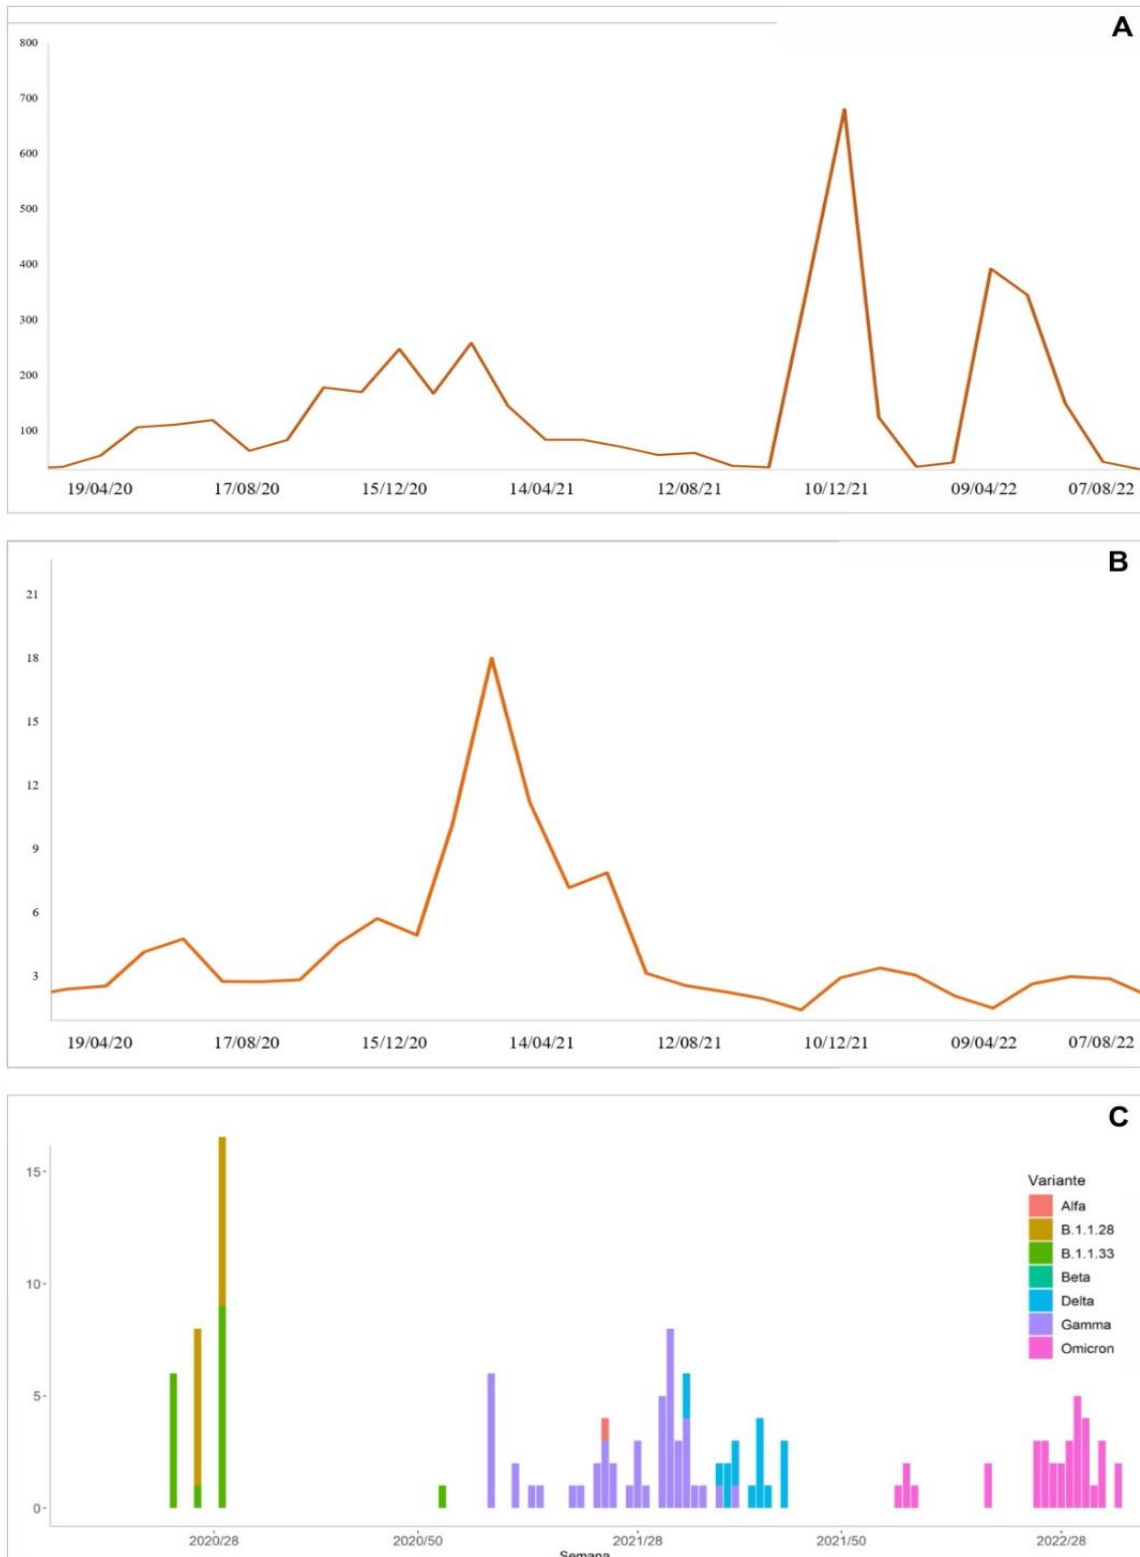 A
800
700
600
500
400
300
200
100
19/04/20 17/08/20 15/12/20 14/04/21 12/08/21 10/12/21 09/04/22 07/08/22
B
21
18
15
12
9
6
3
19/04/20 17/08/20 15/12/20 14/04/21 12/08/21 10/12/21 09/04/22 07/08/22
C
15
10
5
0
Variante
Alfa
B.1.1.28
B.1.1.33
Beta
Delta
Gamma
Omicron
2020/28 2020/50 2021/28 2021/50 2022/28
Semana